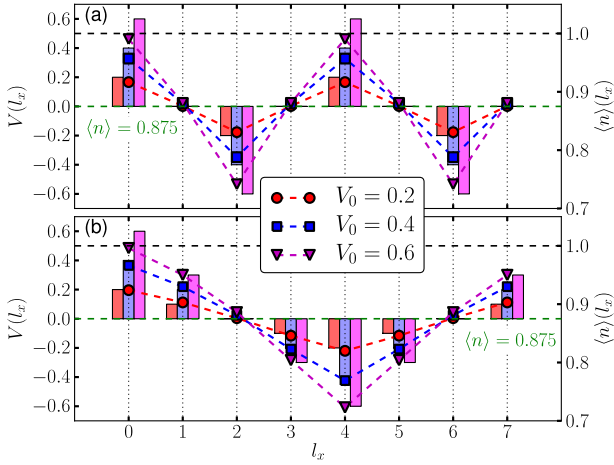 (a)
0.6
0.4
0.2
0.0
−0.2
−0.4
−0.6
V(lₓ)
⟨n⟩ = 0.875
1.0
0.9
0.8
0.7
⟨n⟩(lₓ)
V₀ = 0.2
V₀ = 0.4
V₀ = 0.6
(b)
0.6
0.4
0.2
0.0
−0.2
−0.4
−0.6
V(lₓ)
⟨n⟩ = 0.875
1.0
0.9
0.8
0.7
⟨n⟩(lₓ)
0 1 2 3 4 5 6 7
lₓ